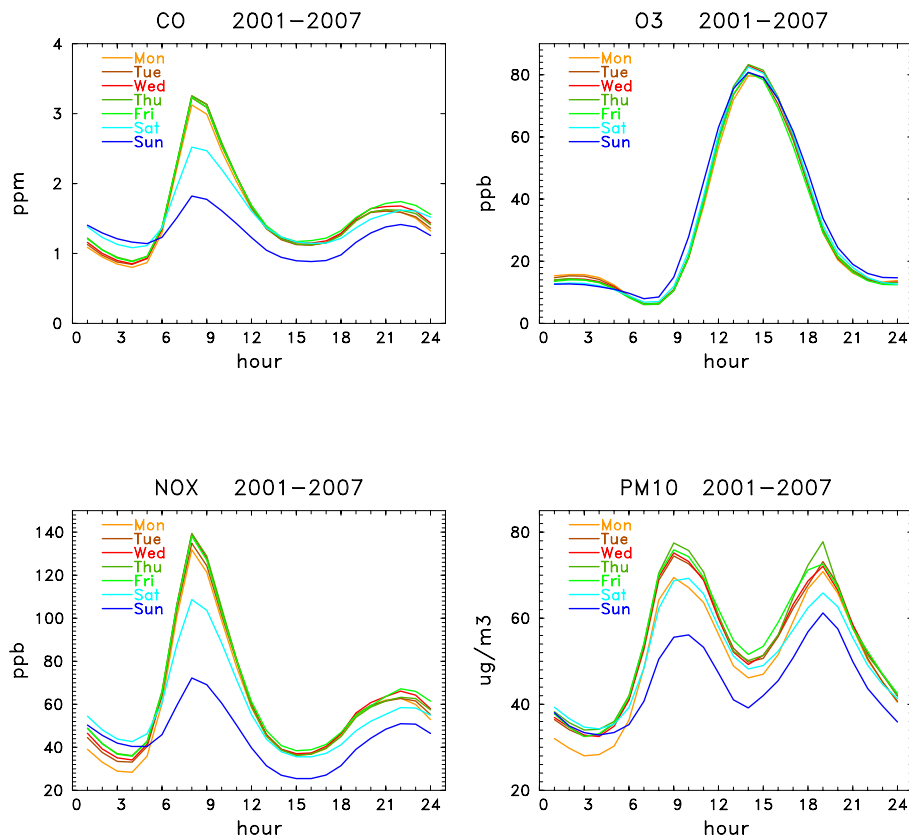 CO 2001-2007
4
3
2
1
0
ppm
Mon
Tue
Wed
Thu
Fri
Sat
Sun
0 3 6 9 12 15 18 21 24
hour
O3 2001-2007
80
60
40
20
0
ppb
Mon
Tue
Wed
Thu
Fri
Sat
Sun
0 3 6 9 12 15 18 21 24
hour
NOX 2001-2007
140
120
100
80
60
40
20
ppb
Mon
Tue
Wed
Thu
Fri
Sat
Sun
0 3 6 9 12 15 18 21 24
hour
PM10 2001-2007
80
60
40
20
ug/m3
Mon
Tue
Wed
Thu
Fri
Sat
Sun
0 3 6 9 12 15 18 21 24
hour